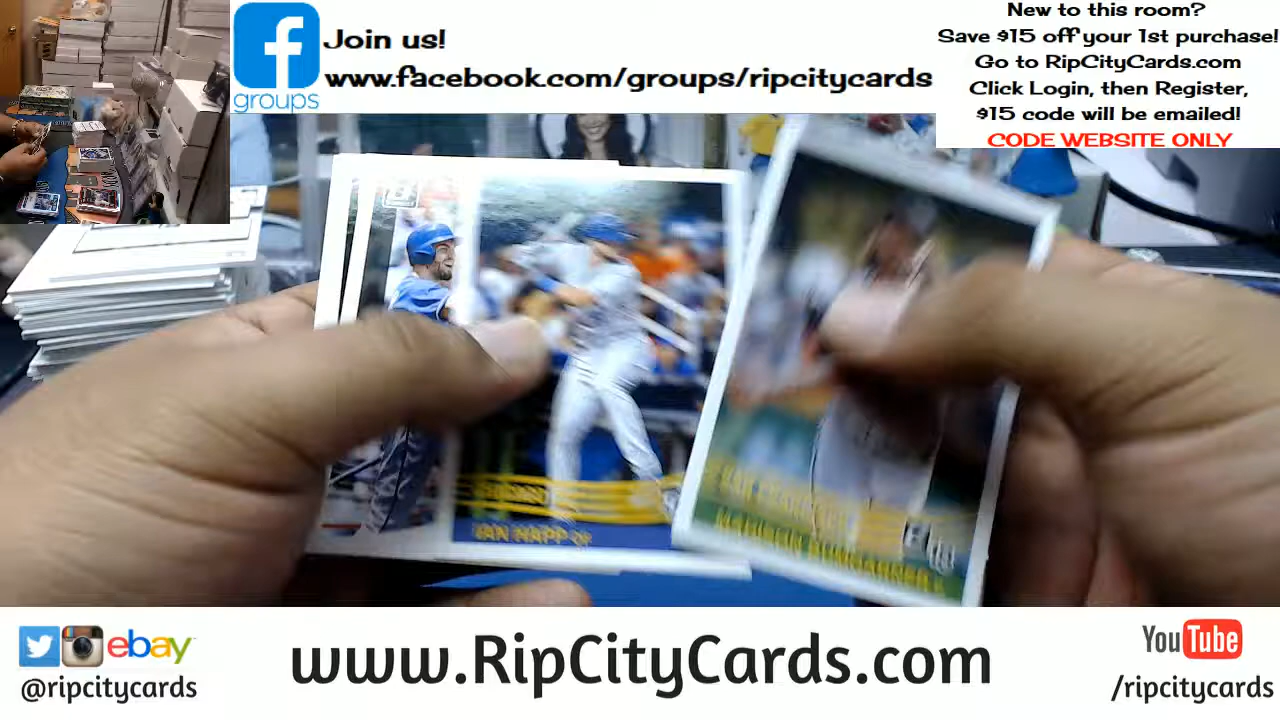 Join us!
www.facebook.com/groups/ripcitycards
groups
New to this room?
Save $15 off your 1st purchase!
Go to RipCityCards.com
Click Login, then Register,
$15 code will be emailed!
CODE WEBSITE ONLY
IAN HAPP
ebay
@ripcitycards
www.RipCityCards.com
YouTube
/ripcitycards